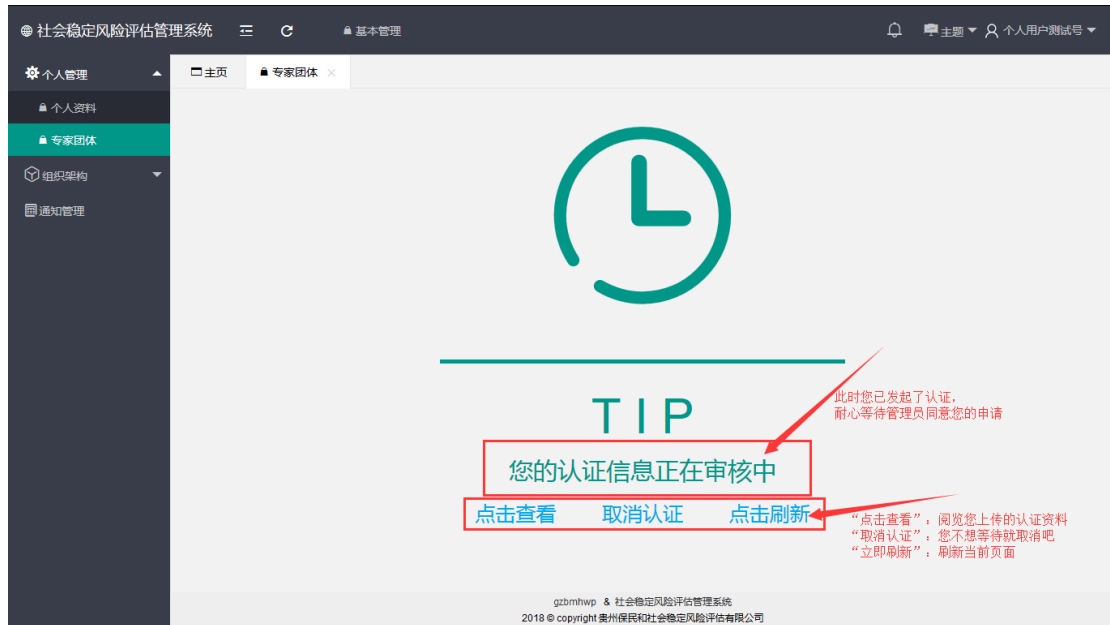 社会稳定风险评估管理系统
基本管理
主题
个人用户测试号
个人管理
主页
专家团体
个人资料
专家团体
组织架构
通知管理
TIP
此时您已发起了认证，
耐心等待管理员同意您的申请
您的认证信息正在审核中
点击查看 取消认证 点击刷新
“点击查看”：阅览您上传的认证资料
“取消认证”：您不想等待就取消吧
“立即刷新”：刷新当前页面
gzbmhwp & 社会稳定风险评估管理系统
2018 © copyright 贵州保民和社会稳定风险评估有限公司